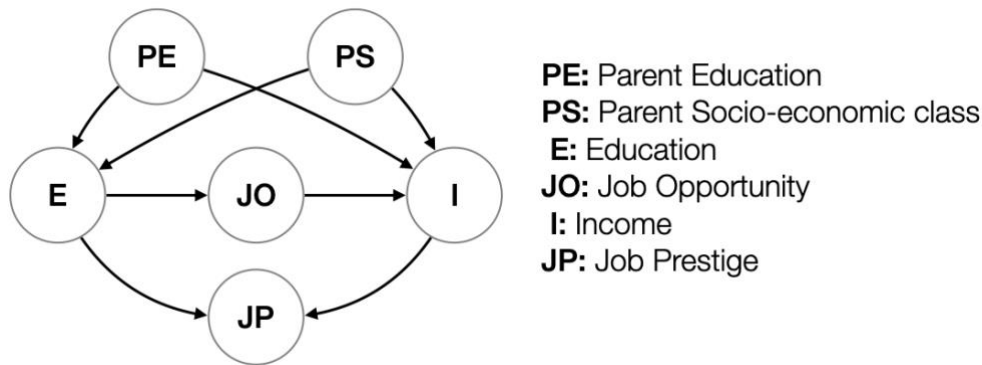 PE PS
E JO I
JP
PE: Parent Education
PS: Parent Socio-economic class
E: Education
JO: Job Opportunity
I: Income
JP: Job Prestige